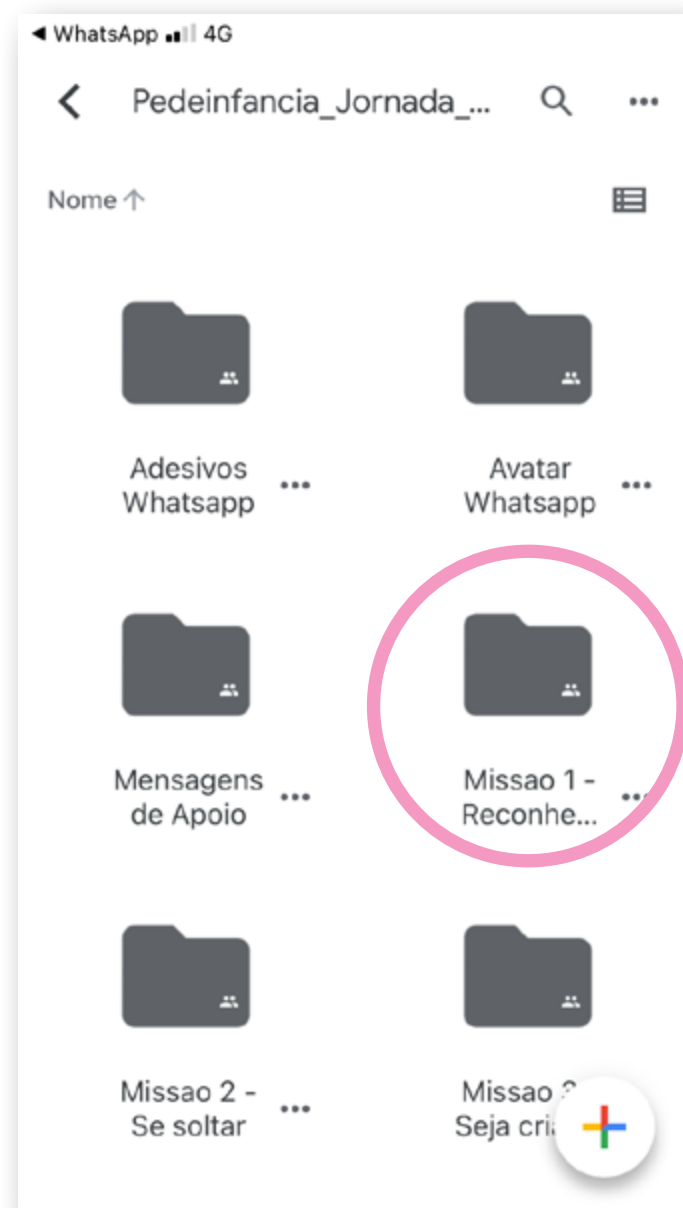 WhatsApp 4G
Pedeinfancia_Jornada_...
Nome
Adesivos
Whatsapp
Avatar
Whatsapp
Mensagens
de Apoio
Missao 1 -
Reconhe...
Missao 2 -
Se soltar
Missao
Seja